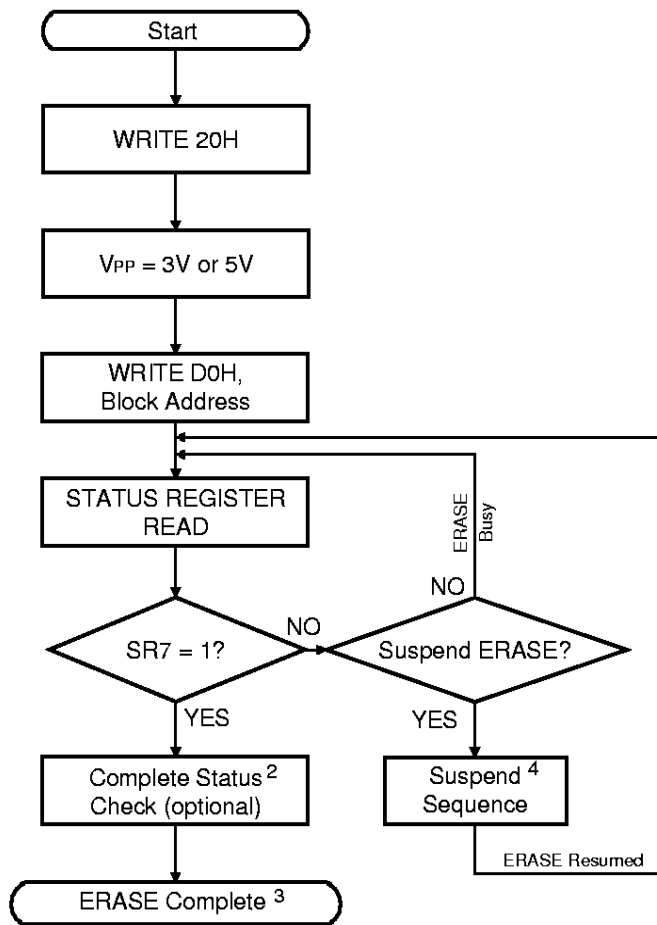 Start
WRITE 20H
VPP = 3V or 5V
WRITE D0H,
Block Address
STATUS REGISTER
READ
ERASE
Busy
NO
SR7 = 1?
NO
Suspend ERASE?
YES
YES
Complete Status 2
Check (optional)
Suspend 4
Sequence
ERASE Resumed
ERASE Complete 3